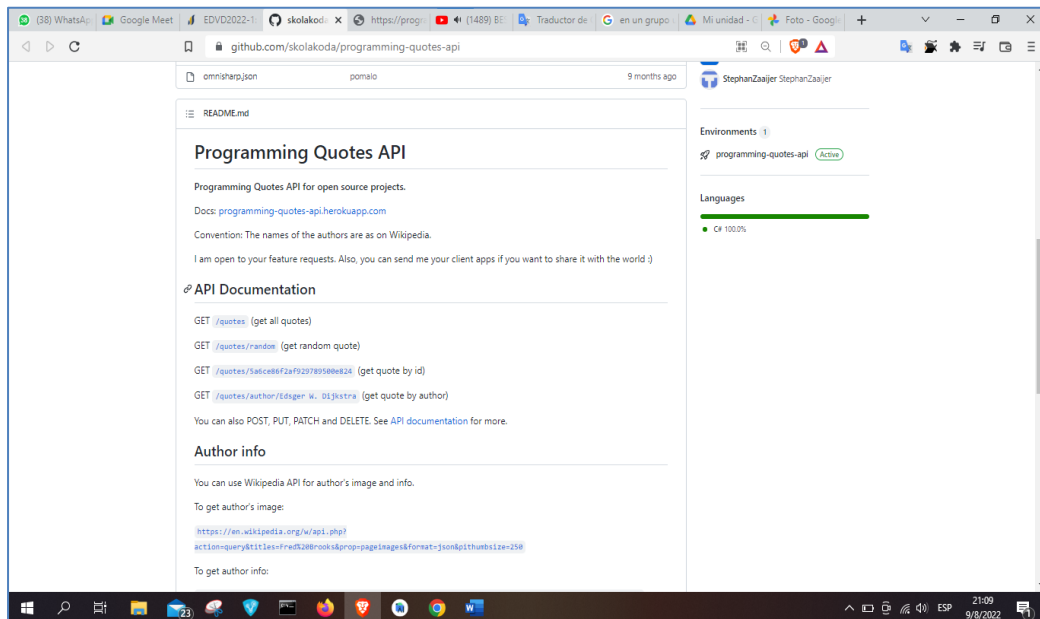 (38) WhatsAp
Google Meet
EDVD2022-1
skolakoda
https://progr
(1489) BE
Traductor de
en un grupo
Mi unidad - G
Foto - Google
github.com/skolakoda/programming-quotes-api
omnisharp.json pomalo 9 months ago
StephanZaaijer StephanZaaijer
README.md
Programming Quotes API
Programming Quotes API for open source projects.
Docs: programming-quotes-api.herokuapp.com
Convention: The names of the authors are as on Wikipedia.
I am open to your feature requests. Also, you can send me your client apps if you want to share it with the world :)
API Documentation
GET /quotes (get all quotes)
GET /quotes/random (get random quote)
GET /quotes/5a6ce86f2af929789500e824 (get quote by id)
GET /quotes/author/Edsger W. Dijkstra (get quote by author)
You can also POST, PUT, PATCH and DELETE. See API documentation for more.
Author info
You can use Wikipedia API for author's image and info.
To get author's image:
https://en.wikipedia.org/w/api.php?
action=query&titles=Fred%20Brooks&prop=pageimages&format=json&pithumbsize=250
To get author info:
Environments 1
programming-quotes-api Active
Languages
C# 100.0%
23
ESP
21:09
9/8/2022